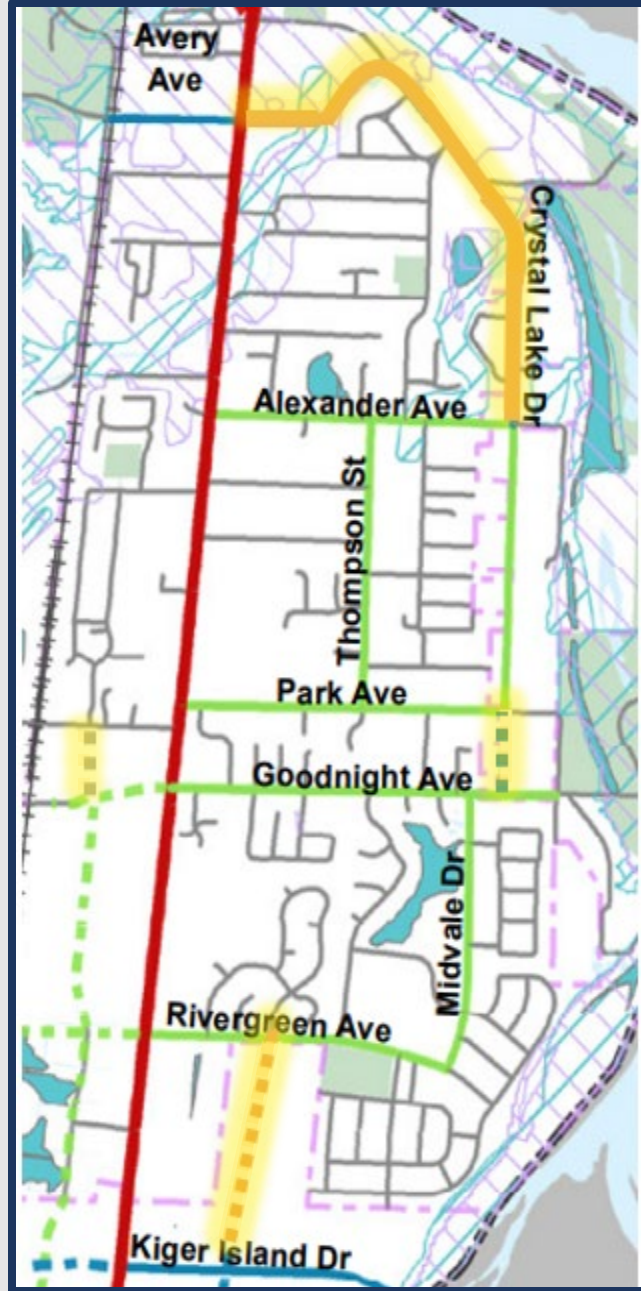 Avery
Ave
Crystal Lake Dr
Alexander Ave
Thompson St
Park Ave
Goodnight Ave
Midvale Dr
Rivergreen Ave
Kiger Island Dr